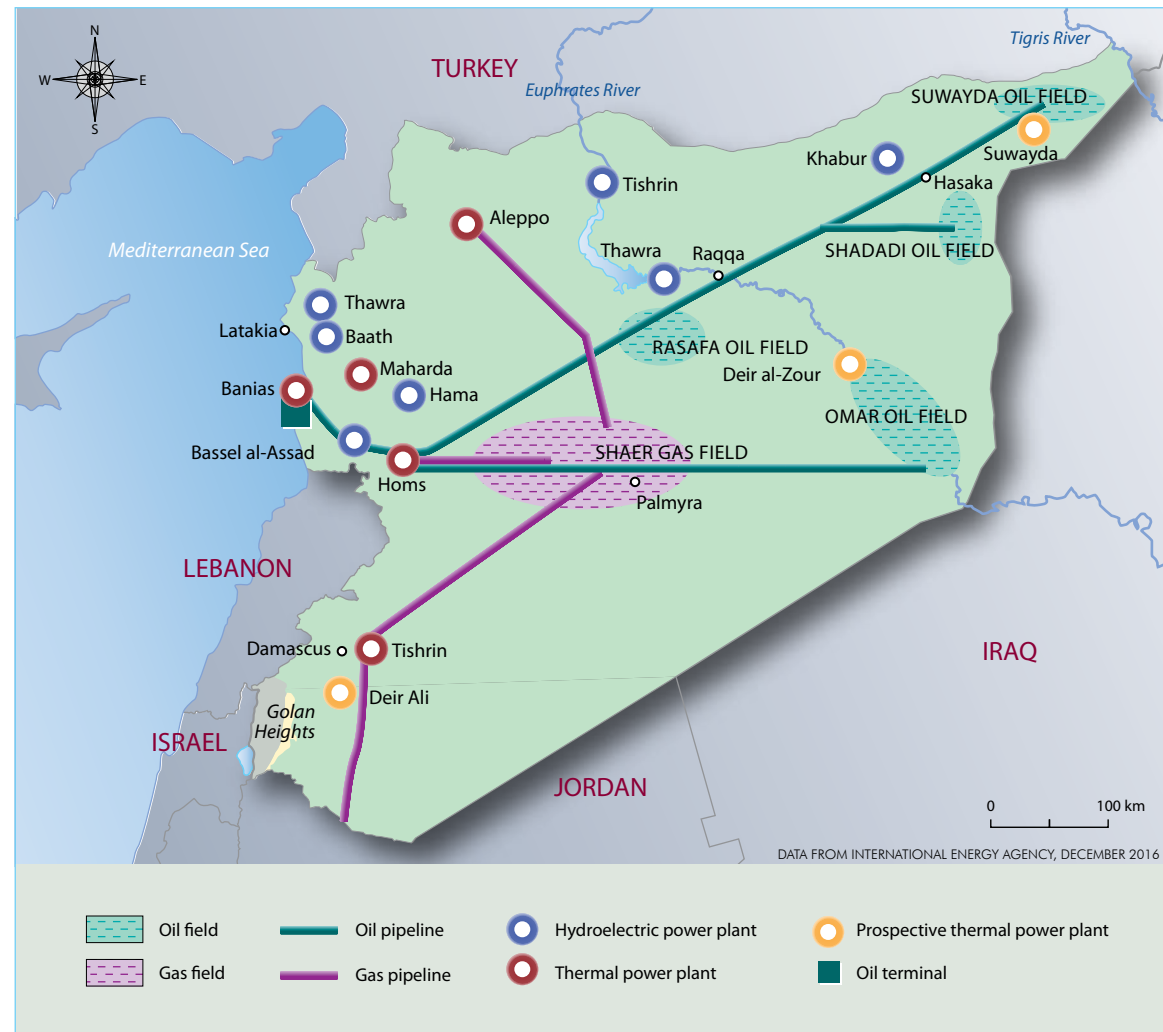 N
W
E
S
TURKEY
Tigris River
Euphrates River
SUWAYDA OIL FIELD
Suwayda
Khabur
Hasaka
Tishrin
Aleppo
Mediterranean Sea
Thawra
Raqqa
SHADADI OIL FIELD
Thawra
Latakia
Baath
RASAFA OIL FIELD
Maharda
Deir al-Zour
Banias
Hama
OMAR OIL FIELD
Bassel al-Assad
SHAER GAS FIELD
Homs
Palmyra
LEBANON
Damascus
Tishrin
IRAQ
Deir Ali
Golan
Heights
ISRAEL
JORDAN
0
100 km
DATA FROM INTERNATIONAL ENERGY AGENCY, DECEMBER 2016
Oil field
Oil pipeline
Hydroelectric power plant
Prospective thermal power plant
Gas field
Gas pipeline
Thermal power plant
Oil terminal